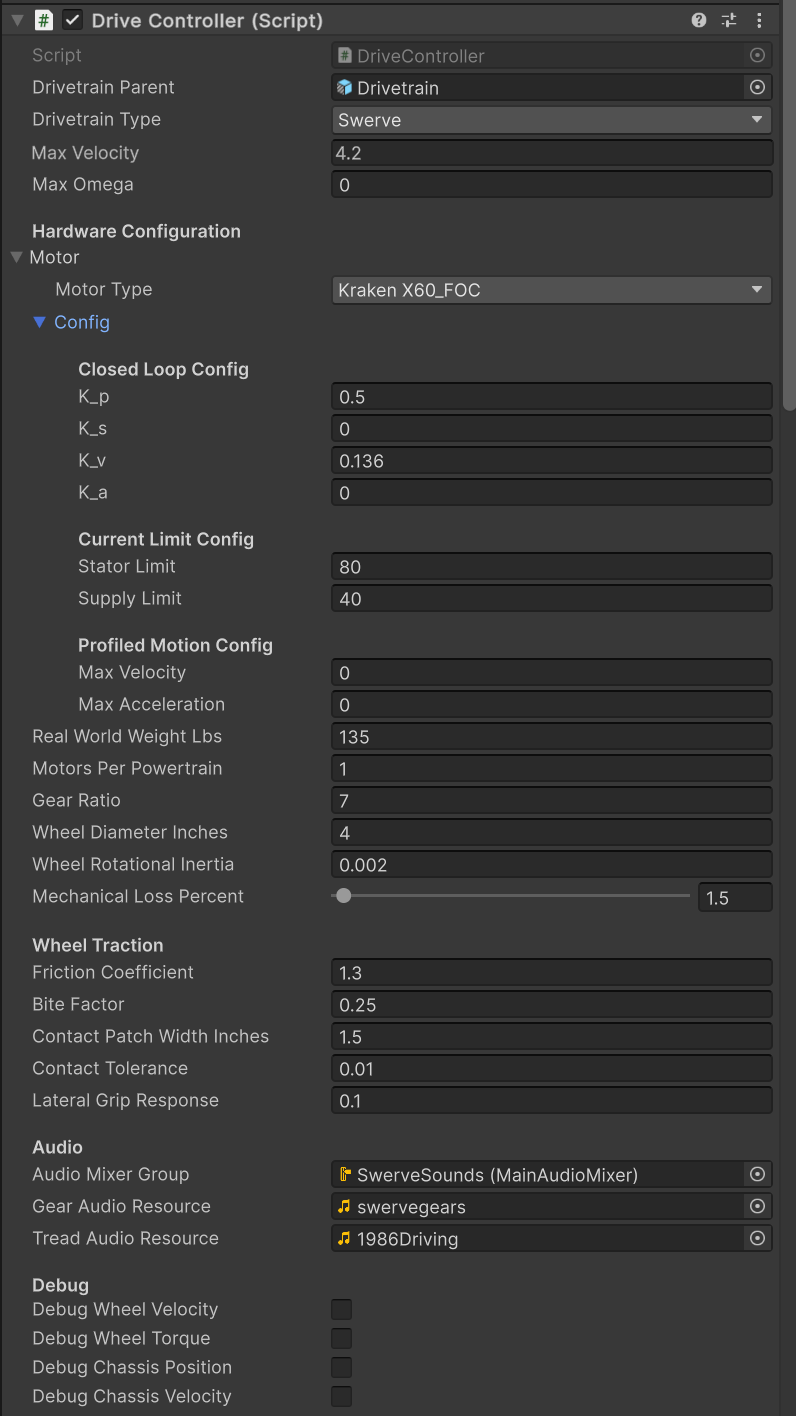 Drive Controller (Script)
Script DriveController
Drivetrain Parent Drivetrain
Drivetrain Type Swerve
Max Velocity 4.2
Max Omega 0
Hardware Configuration
Motor
Motor Type Kraken X60_FOC
Config
Closed Loop Config
K_p 0.5
K_s 0
K_v 0.136
K_a 0
Current Limit Config
Stator Limit 80
Supply Limit 40
Profiled Motion Config
Max Velocity 0
Max Acceleration 0
Real World Weight Lbs 135
Motors Per Powertrain 1
Gear Ratio 7
Wheel Diameter Inches 4
Wheel Rotational Inertia 0.002
Mechanical Loss Percent 1.5
Wheel Traction
Friction Coefficient 1.3
Bite Factor 0.25
Contact Patch Width Inches 1.5
Contact Tolerance 0.01
Lateral Grip Response 0.1
Audio
Audio Mixer Group SwerveSounds (MainAudioMixer)
Gear Audio Resource swervegears
Tread Audio Resource 1986Driving
Debug
Debug Wheel Velocity
Debug Wheel Torque
Debug Chassis Position
Debug Chassis Velocity